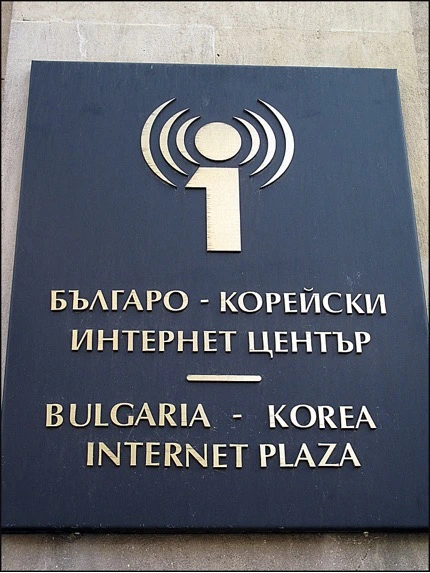 БЪЛГАРО - КОРЕЙСКИ
ИНТЕРНЕТ ЦЕНТЪР
BULGARIA - KOREA
INTERNET PLAZA